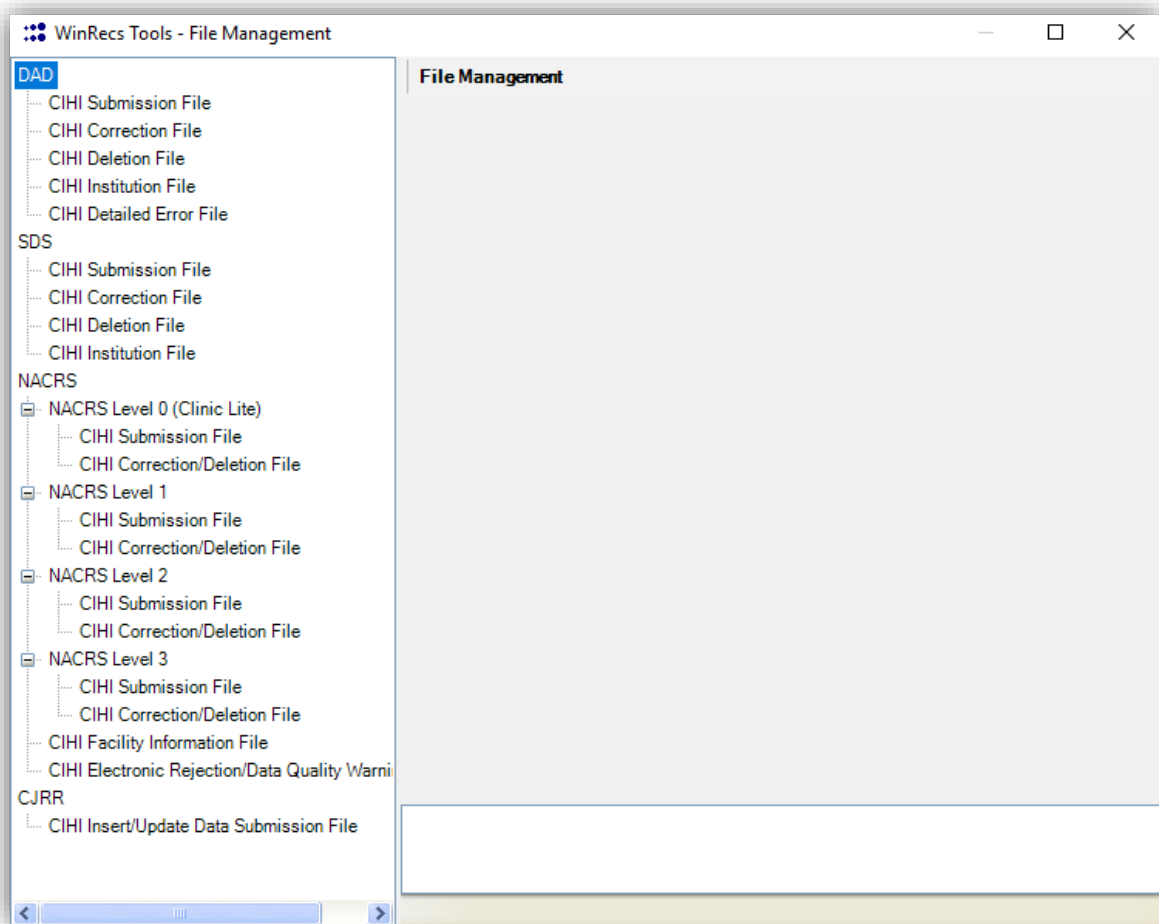 WinRecs Tools - File Management
DAD
CIHI Submission File
CIHI Correction File
CIHI Deletion File
CIHI Institution File
CIHI Detailed Error File
SDS
CIHI Submission File
CIHI Correction File
CIHI Deletion File
CIHI Institution File
NACRS
NACRS Level 0 (Clinic Lite)
CIHI Submission File
CIHI Correction/Deletion File
NACRS Level 1
CIHI Submission File
CIHI Correction/Deletion File
NACRS Level 2
CIHI Submission File
CIHI Correction/Deletion File
NACRS Level 3
CIHI Submission File
CIHI Correction/Deletion File
CIHI Facility Information File
CIHI Electronic Rejection/Data Quality Warni
CJRR
CIHI Insert/Update Data Submission File
File Management